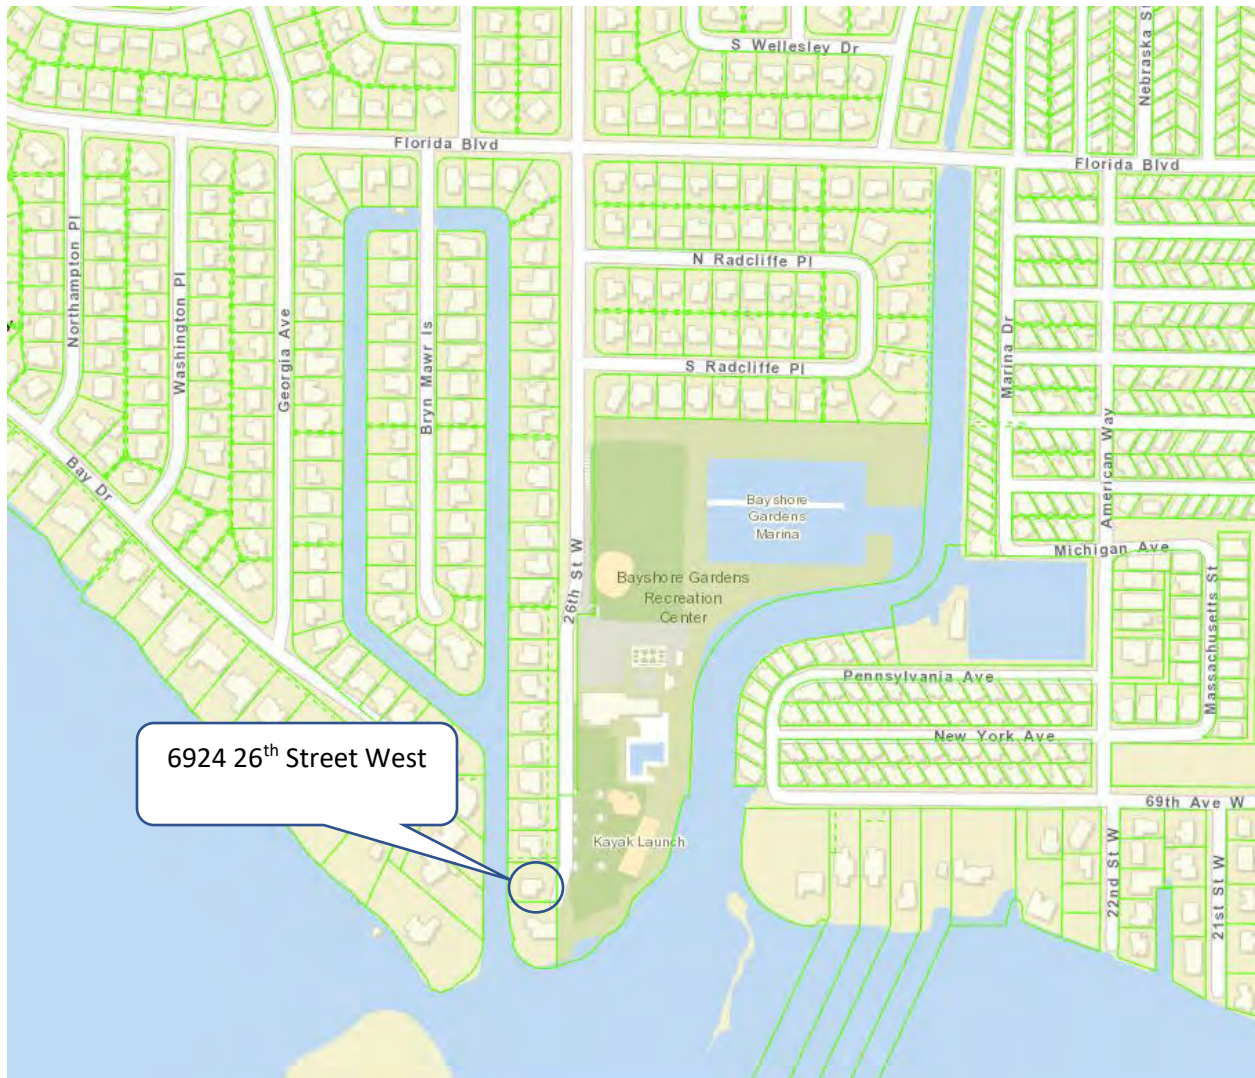 S Wellesley Dr
Nebraska St
Florida Blvd
Florida Blvd
Northampton Pl
Washington Pl
Georgia Ave
Bryn Mawr Is
N Radcliffe Pl
S Radcliffe Pl
Marina Dr
American Way
Bay Dr
26th St W
Bayshore
Gardens
Marina
Michigan Ave
Bayshore Gardens
Recreation
Center
Massachusetts St
Pennsylvania Ave
New York Ave
6924 26th Street West
69th Ave W
Kayak Launch
22nd St W
21st St W